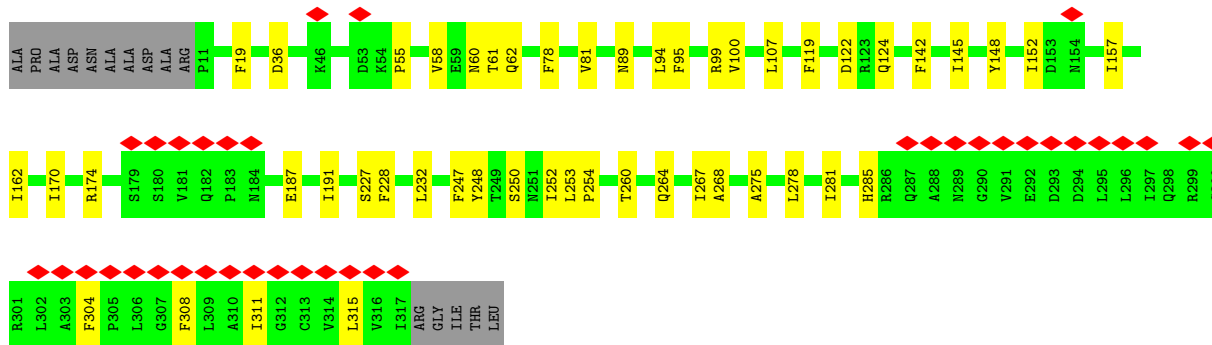 ALA PRO ALA ASP ASN ALA ALA ASP ALA ARG P11 F19 D36 K46 D53 K54 P55 V58 E59 N60 T61 Q62 F78 V81 N89 L94 F95 R99 V100 L107 F119 D122 R123 Q124 F142 I145 Y148 I152 D153 N154 I157
I162 I170 R174 S179 S180 V181 Q182 P183 N184 E187 I191 S227 F228 L232 F247 Y248 T249 S250 N251 I252 L253 P254 T260 Q264 I267 A268 A275 L278 I281 H285 R286 Q287 A288 N289 G290 V291 E292 D293 D294 L295 L296 I297 Q298 R299
R301 L302 A303 F304 P305 L306 G307 F308 L309 A310 I311 G312 C313 V314 L315 V316 I317 ARG GLY ILE THR LEU